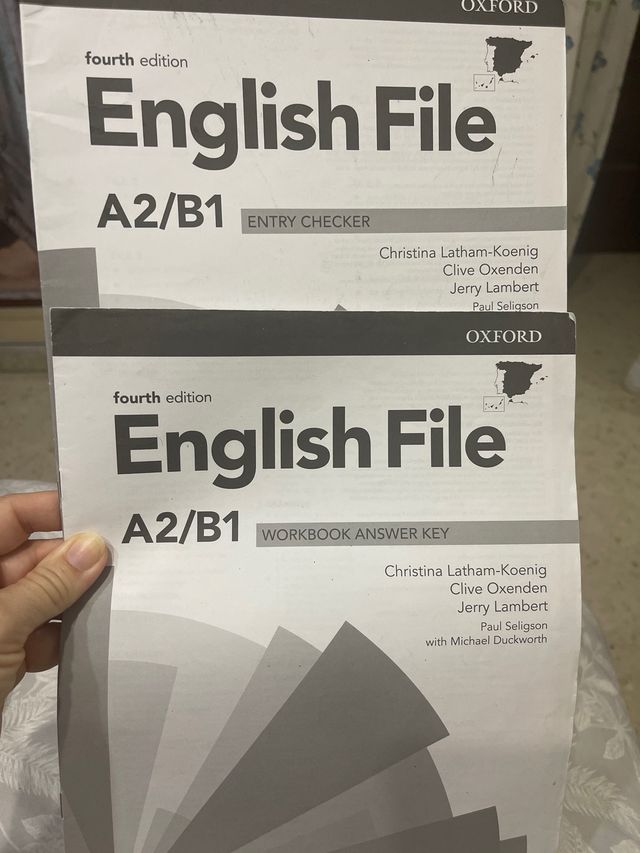 OXFORD
fourth edition
English File
A2/B1 ENTRY CHECKER
Christina Latham-Koenig
Clive Oxenden
Jerry Lambert
Paul Seligson
OXFORD
fourth edition
English File
A2/B1 WORKBOOK ANSWER KEY
Christina Latham-Koenig
Clive Oxenden
Jerry Lambert
Paul Seligson
with Michael Duckworth